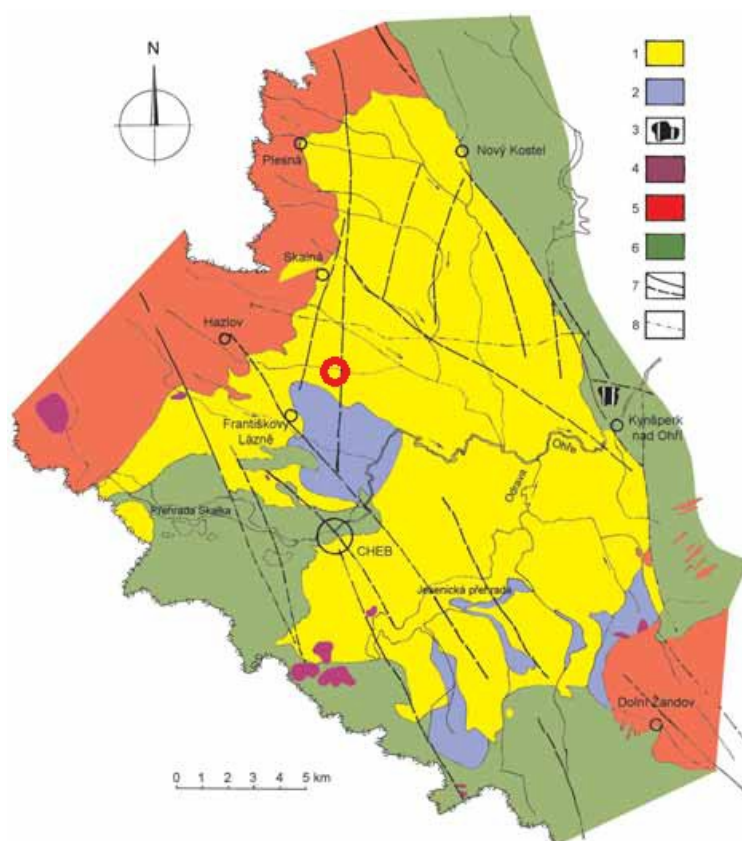 N
1
2
3
4
5
6
7
8
Plesná
Nový Kostel
Skalná
Hazlov
Františkovy
Lázně
Kynšperk
nad Ohří
Ohře
Odrava
Přehrada Skalka
CHEB
Jesenická přehrada
Dolní Žandov
0 1 2 3 4 5 km